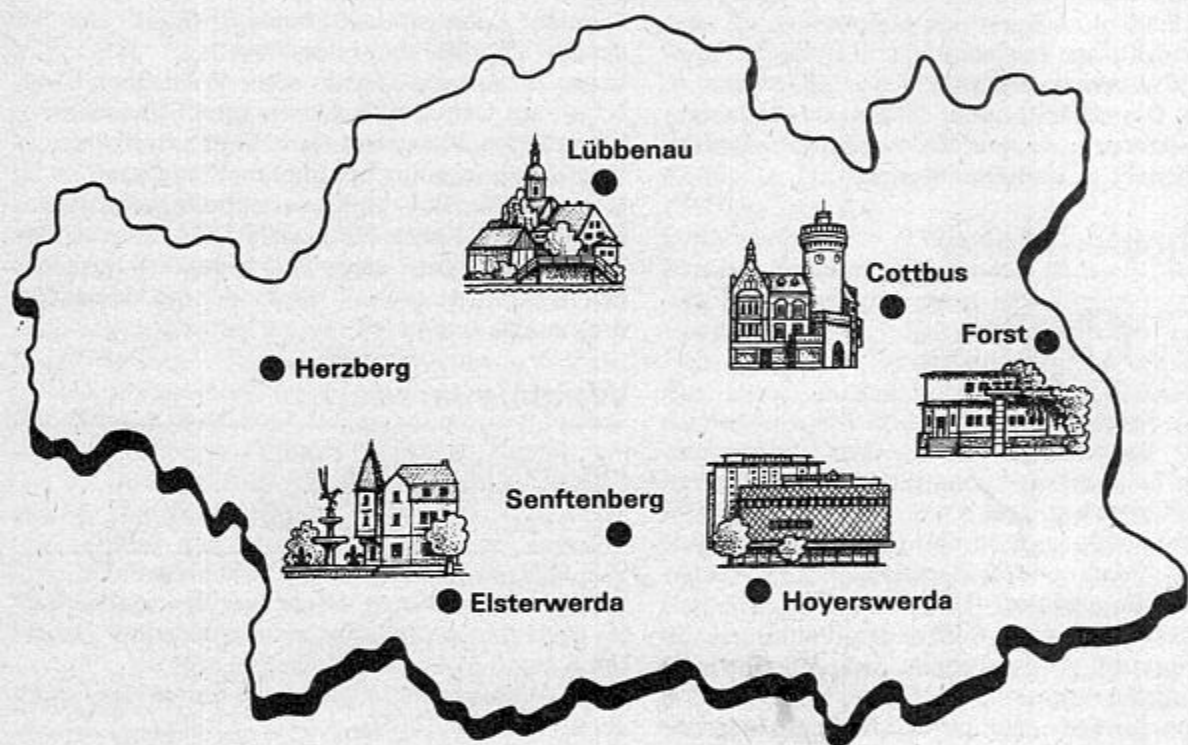 Lübbenau
Cottbus
Forst
Herzberg
Senftenberg
Elsterwerda
Hoyerswerda